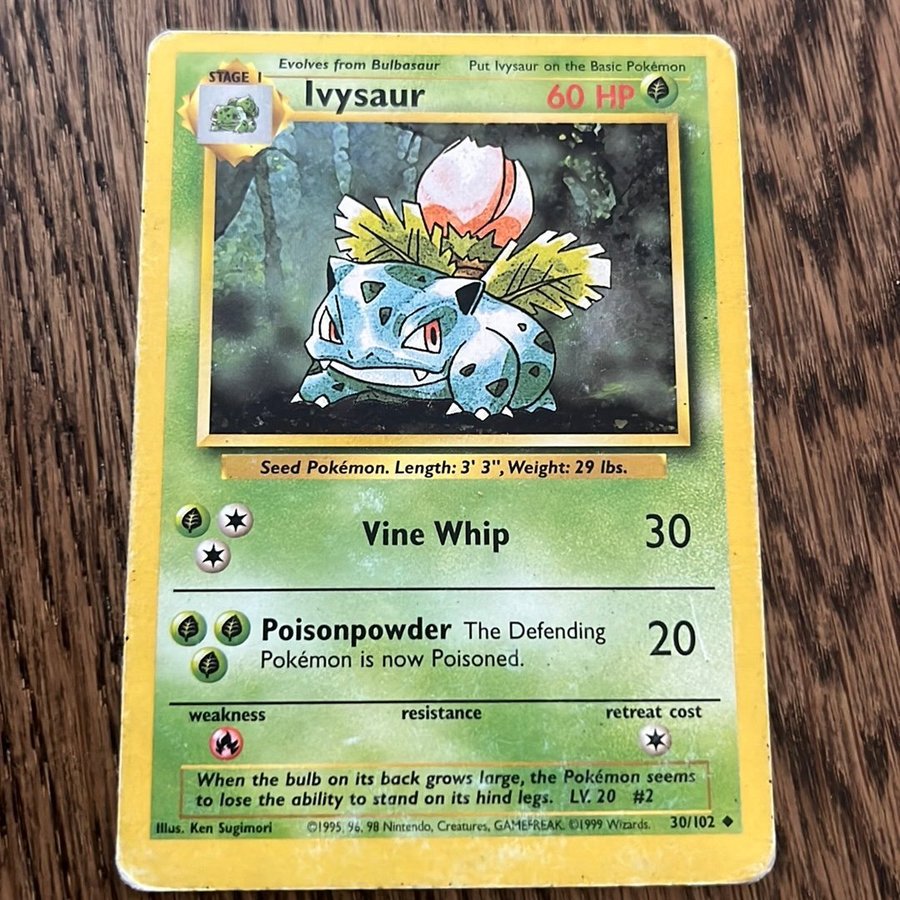 STAGE 1
Evolves from Bulbasaur
Put Ivysaur on the Basic Pokémon
Ivysaur
60 HP
Seed Pokémon. Length: 3' 3", Weight: 29 lbs.
Vine Whip
30
Poisonpowder The Defending
Pokémon is now Poisoned.
20
weakness
resistance
retreat cost
When the bulb on its back grows large, the Pokémon seems
to lose the ability to stand on its hind legs. LV. 20 #2
Illus. Ken Sugimori
©1995, 96, 98 Nintendo, Creatures, GAMEFREAK. ©1999 Wizards.
30/102